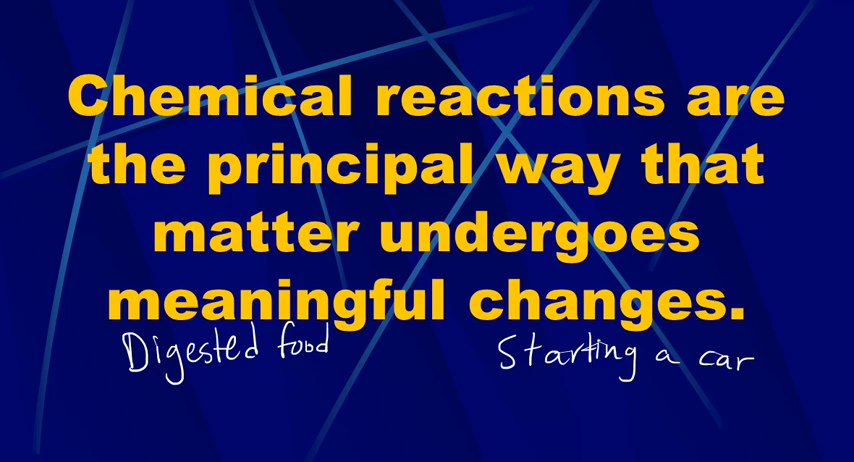 Chemical reactions are
the principal way that
matter undergoes
meaningful changes.
Digested food Starting a car